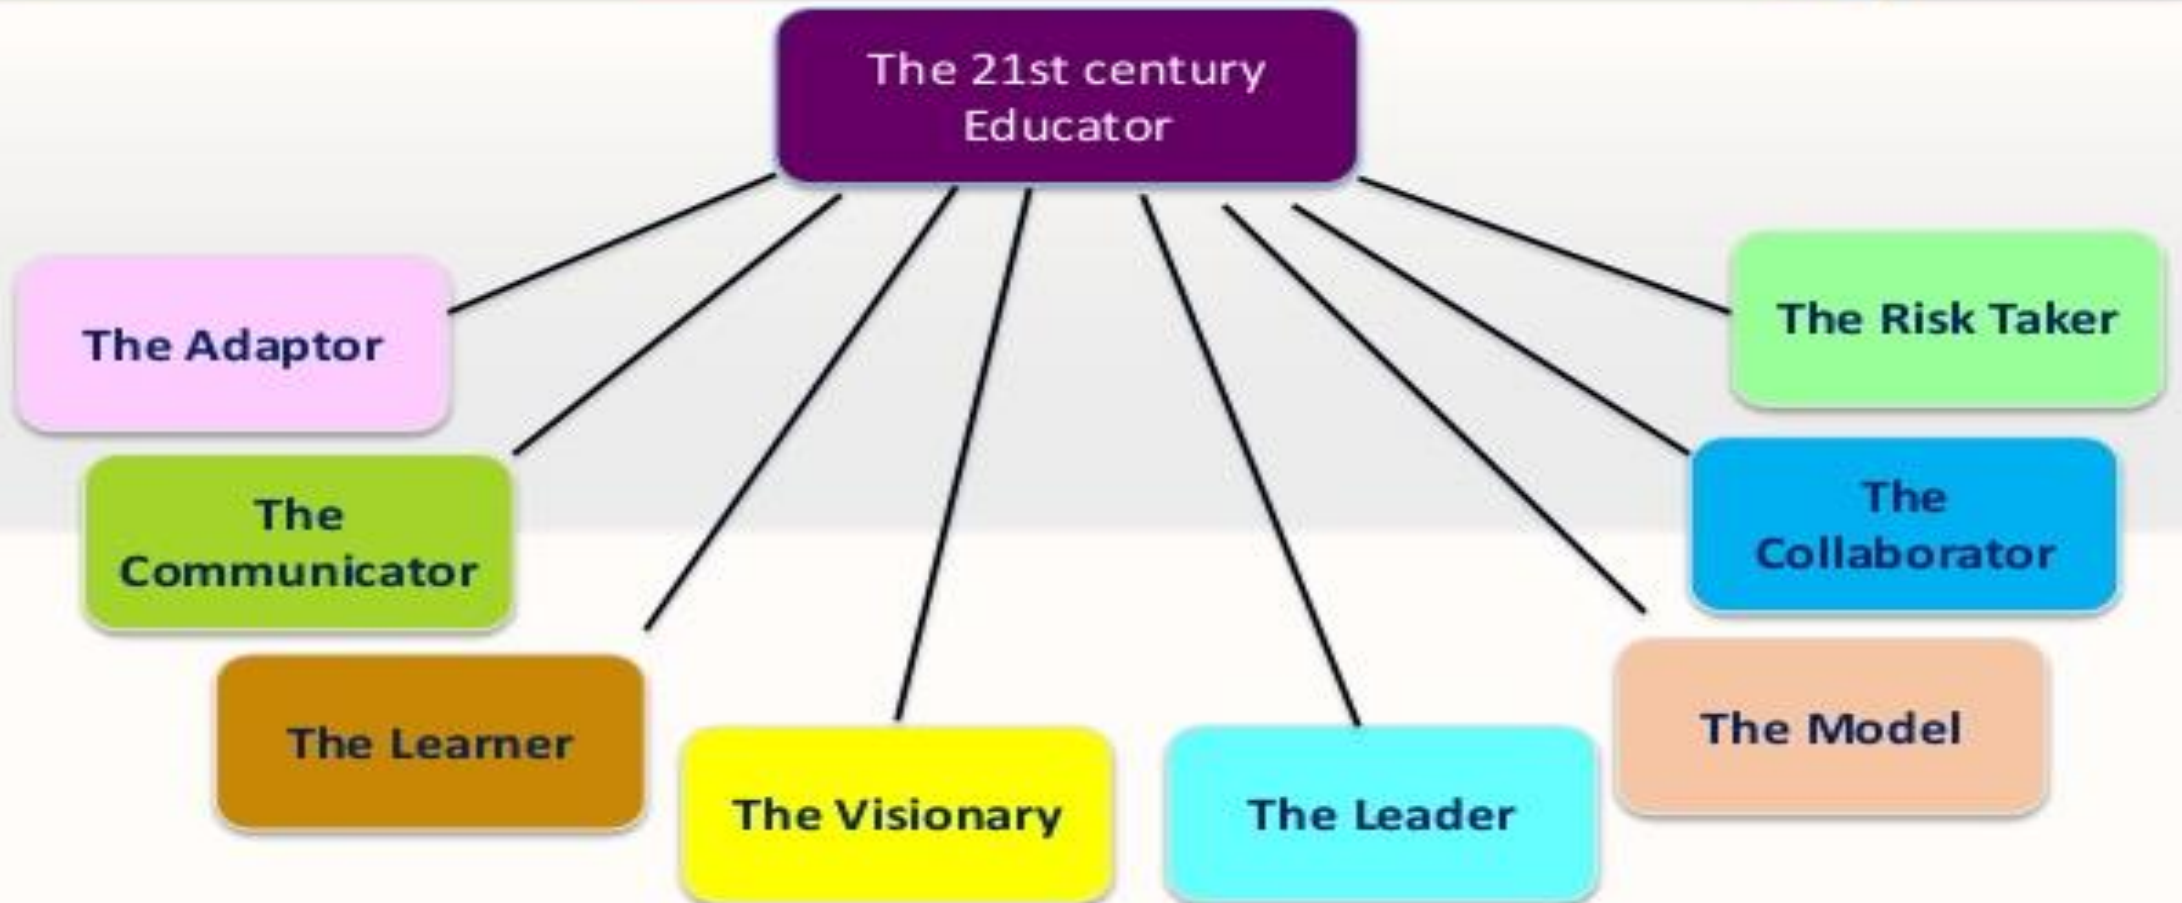 The 21st century
Educator
The Adaptor
The Risk Taker
The
Communicator
The
Collaborator
The Learner
The Model
The Visionary
The Leader